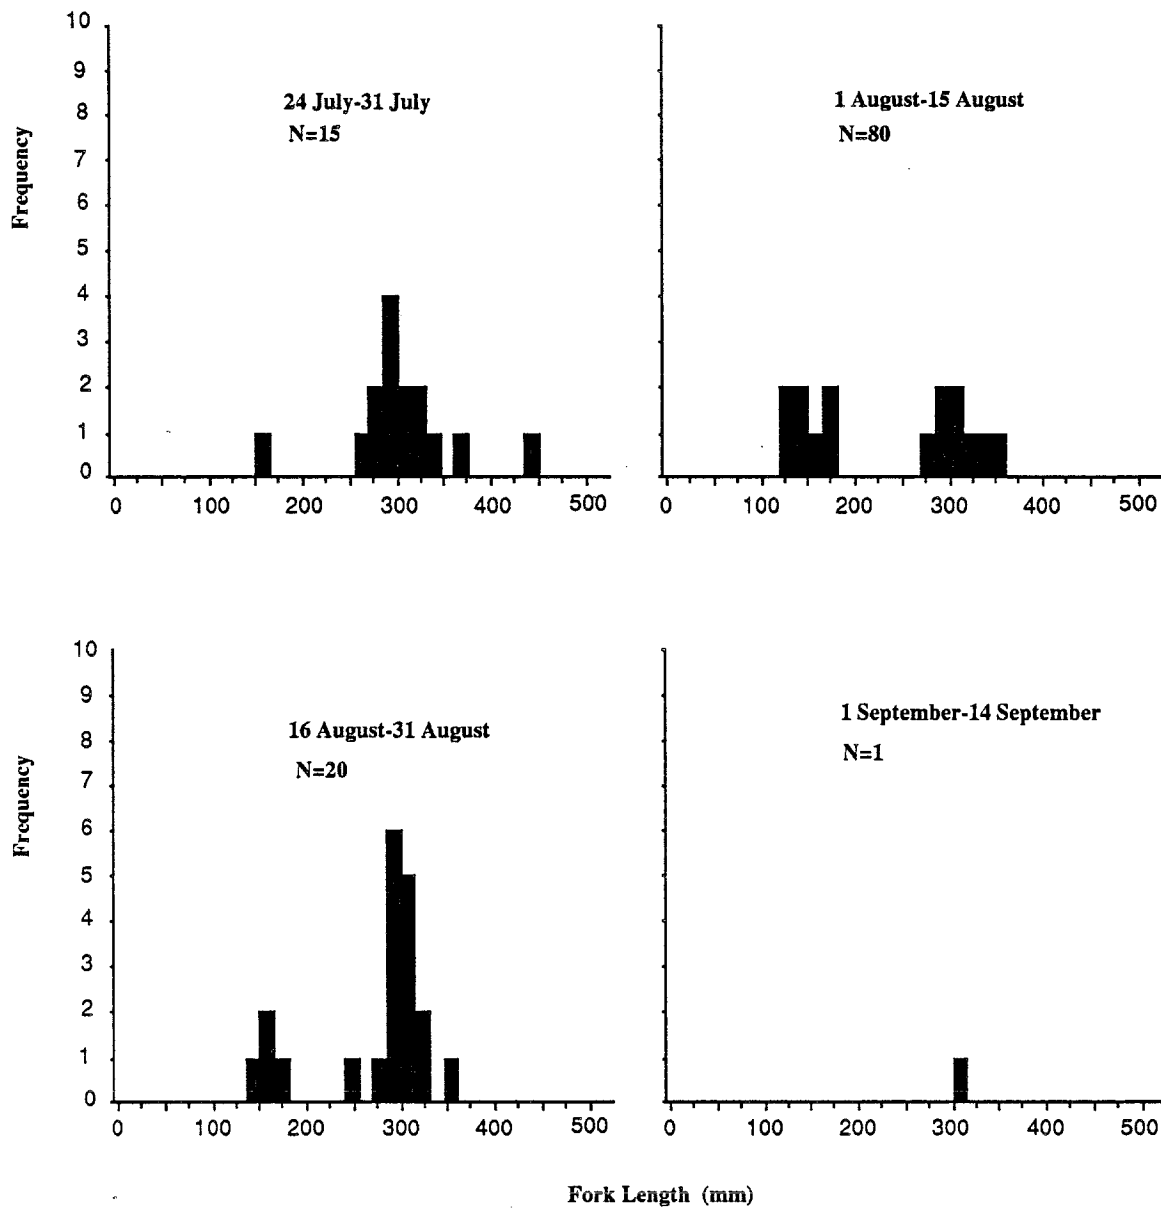 24 July-31 July
N=15
Frequency
10
9
8
7
6
5
4
3
2
1
0
0 100 200 300 400 500
1 August-15 August
N=80
0 100 200 300 400 500
16 August-31 August
N=20
Frequency
10
9
8
7
6
5
4
3
2
1
0
0 100 200 300 400 500
1 September-14 September
N=1
0 100 200 300 400 500
Fork Length (mm)